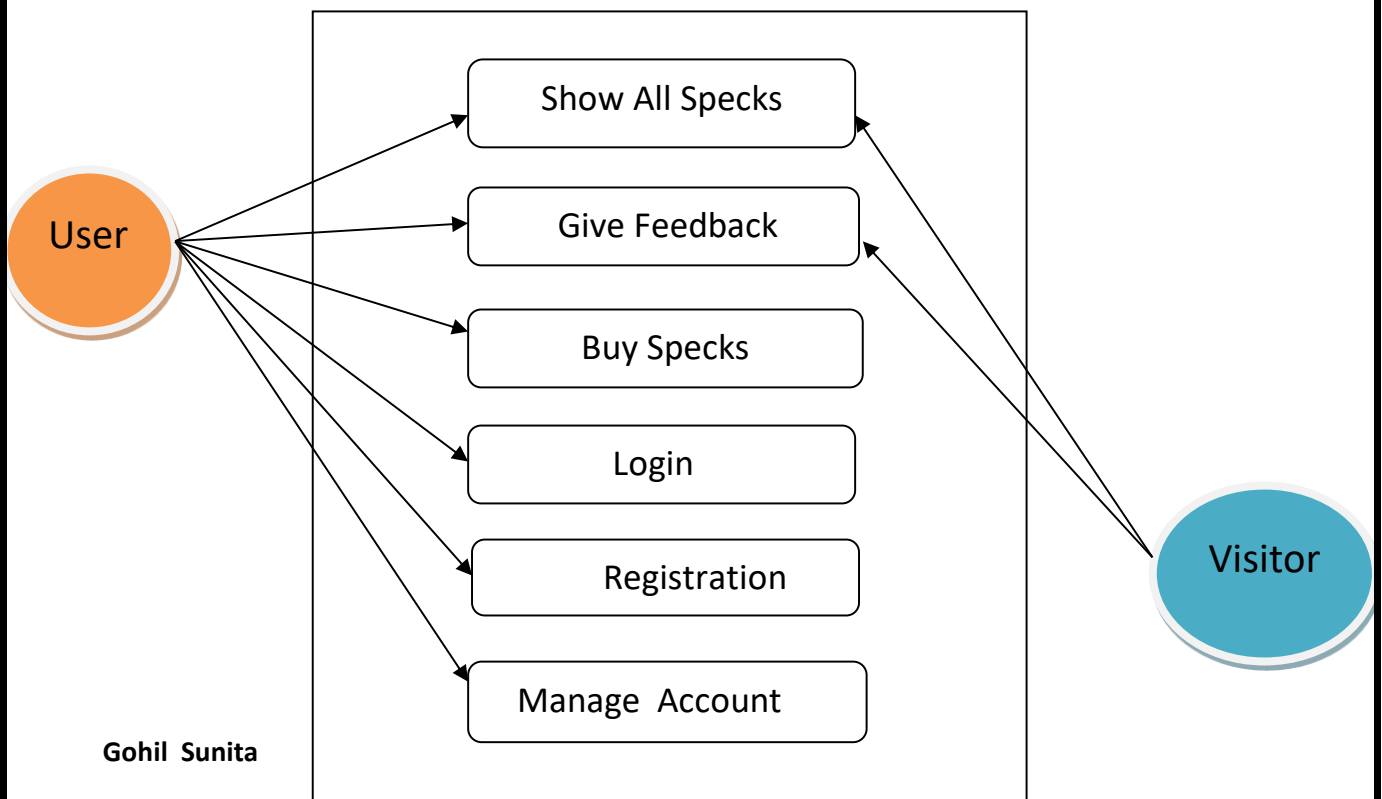 Show All Specks
User
Give Feedback
Buy Specks
Login
Visitor
Registration
Manage  Account
Gohil  Sunita